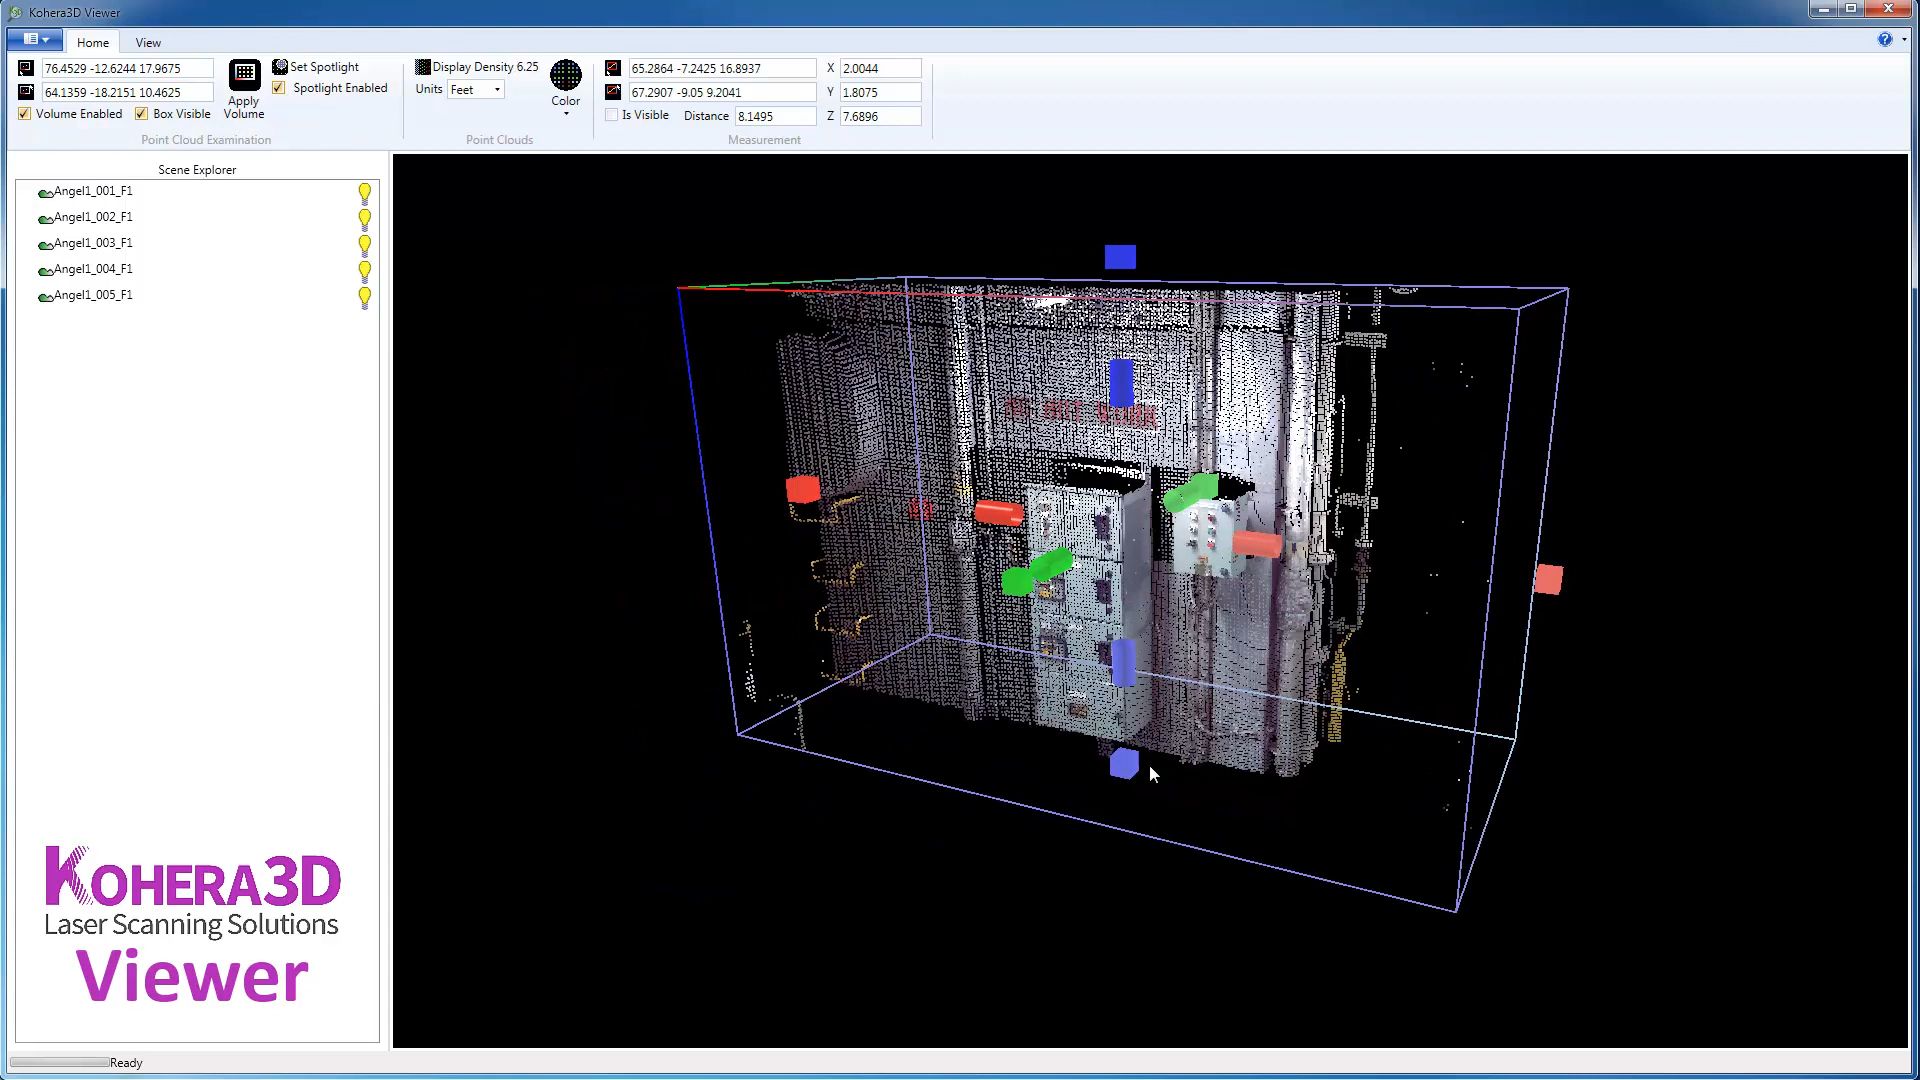 Kohera3D Viewer
Home
View
76.4529 -12.6244 17.9675
64.1359 -18.2151 10.4625
Volume Enabled
Box Visible
Apply
Volume
Set Spotlight
Spotlight Enabled
Point Cloud Examination
Display Density 6.25
Units
Feet
Color
Point Clouds
65.2864 -7.2425 16.8937
67.2907 -9.05 9.2041
Is Visible
Distance
8.1495
X
2.0044
Y
1.8075
Z
7.6896
Measurement
Scene Explorer
Angel1_001_F1
Angel1_002_F1
Angel1_003_F1
Angel1_004_F1
Angel1_005_F1
KOHERA3D
Laser Scanning Solutions
Viewer
Ready